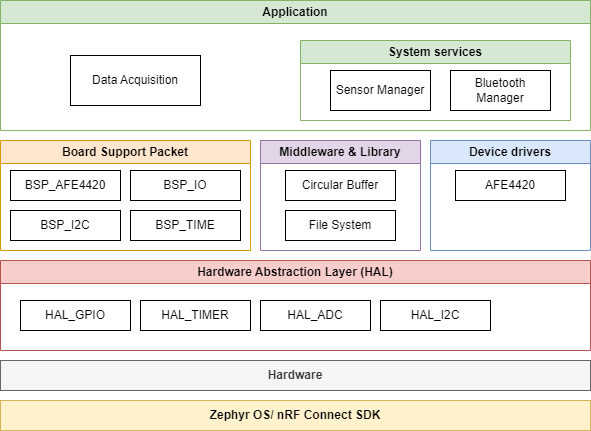 Application
System services
Data Acquisition
Sensor Manager
Bluetooth
Manager
Board Support Packet
BSP_AFE4420
BSP_IO
BSP_I2C
BSP_TIME
Middleware & Library
Circular Buffer
File System
Device drivers
AFE4420
Hardware Abstraction Layer (HAL)
HAL_GPIO
HAL_TIMER
HAL_ADC
HAL_I2C
Hardware
Zephyr OS/ nRF Connect SDK